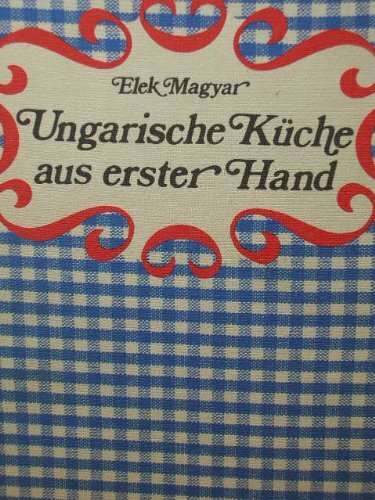 Elek Magyar
Ungarische Küche
aus erster Hand